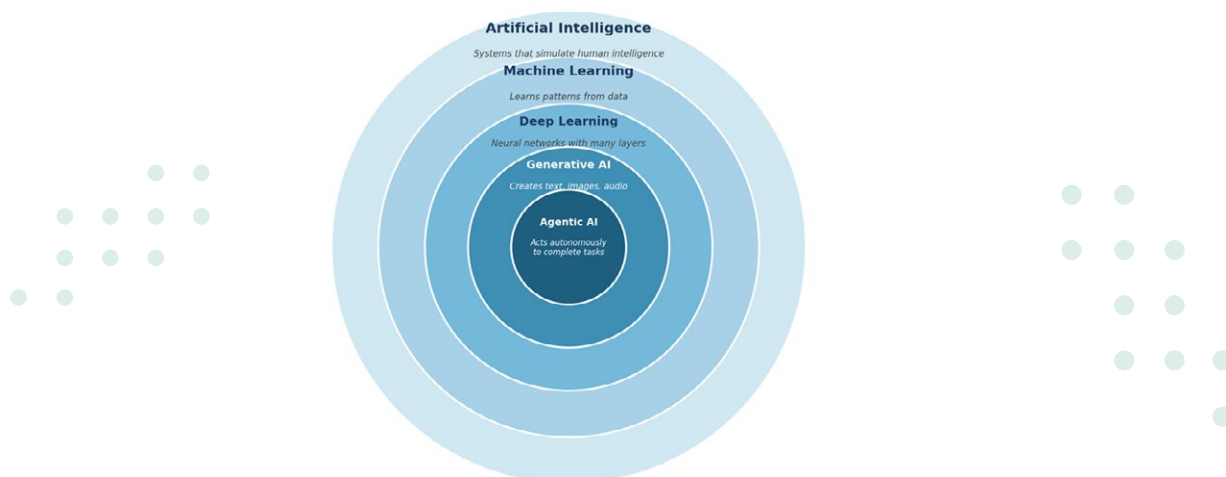 Artificial Intelligence
Systems that simulate human intelligence
Machine Learning
Learns patterns from data
Deep Learning
Neural networks with many layers
Generative AI
Creates text, images, audio
Agentic AI
Acts autonomously
to complete tasks